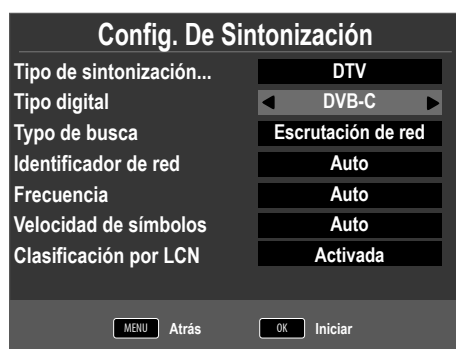 Config. De Sintonización
Tipo de sintonización... DTV
Tipo digital DVB-C
Typo de busca Escrutación de red
Identificador de red Auto
Frecuencia Auto
Velocidad de símbolos Auto
Clasificación por LCN Activada
MENU Atrás OK Iniciar